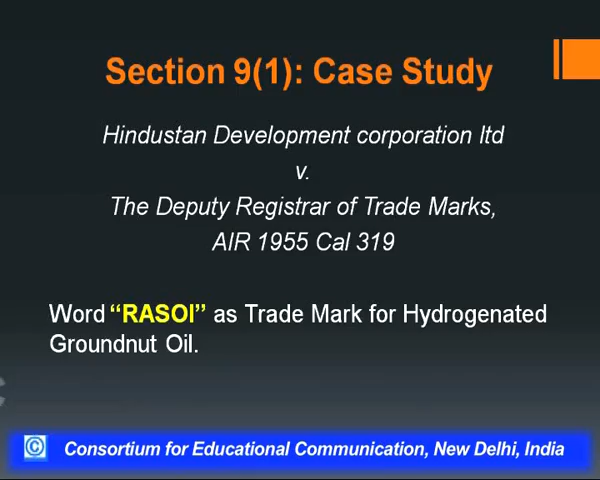 Section 9(1): Case Study
Hindustan Development corporation ltd
v.
The Deputy Registrar of Trade Marks,
AIR 1955 Cal 319
Word “RASOI” as Trade Mark for Hydrogenated
Groundnut Oil.
© Consortium for Educational Communication, New Delhi, India